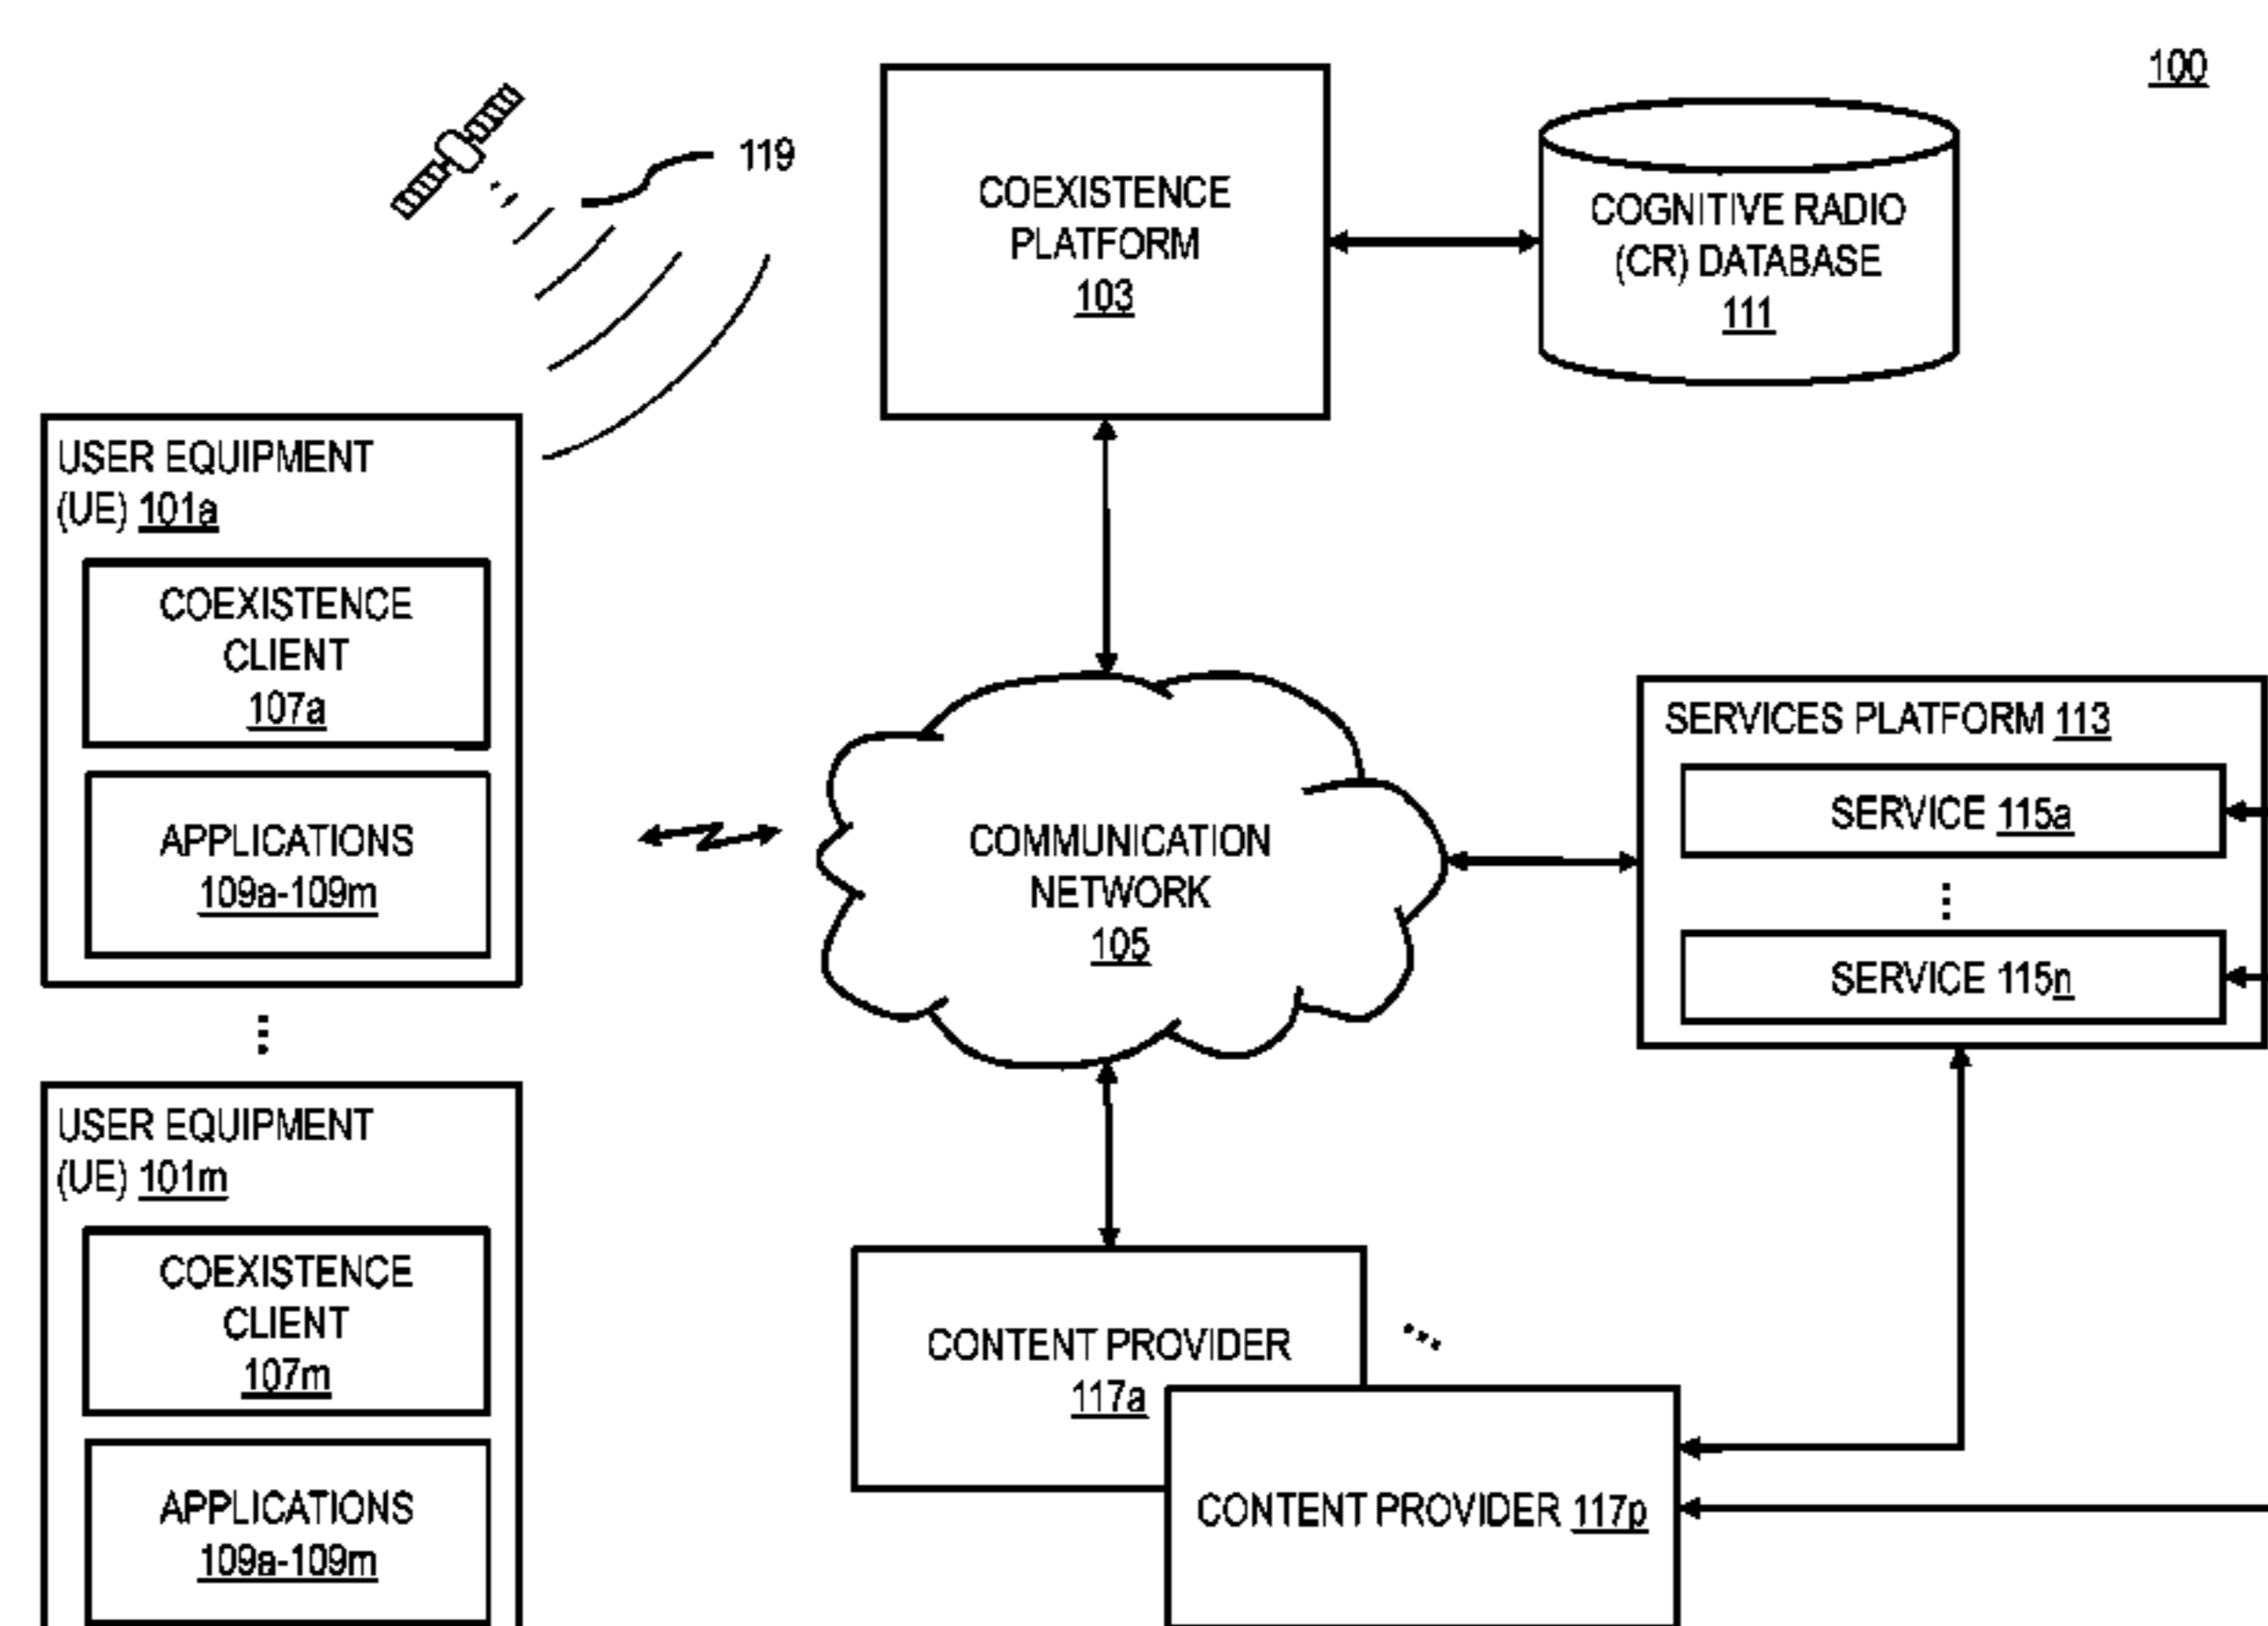 100
119
COEXISTENCE
PLATFORM
103
COGNITIVE RADIO
(CR) DATABASE
111
USER EQUIPMENT
(UE) 101a
COEXISTENCE
CLIENT
107a
APPLICATIONS
109a-109m
USER EQUIPMENT
(UE) 101m
COEXISTENCE
CLIENT
107m
APPLICATIONS
109a-109m
COMMUNICATION
NETWORK
105
SERVICES PLATFORM 113
SERVICE 115a
SERVICE 115n
CONTENT PROVIDER
117a
CONTENT PROVIDER 117p